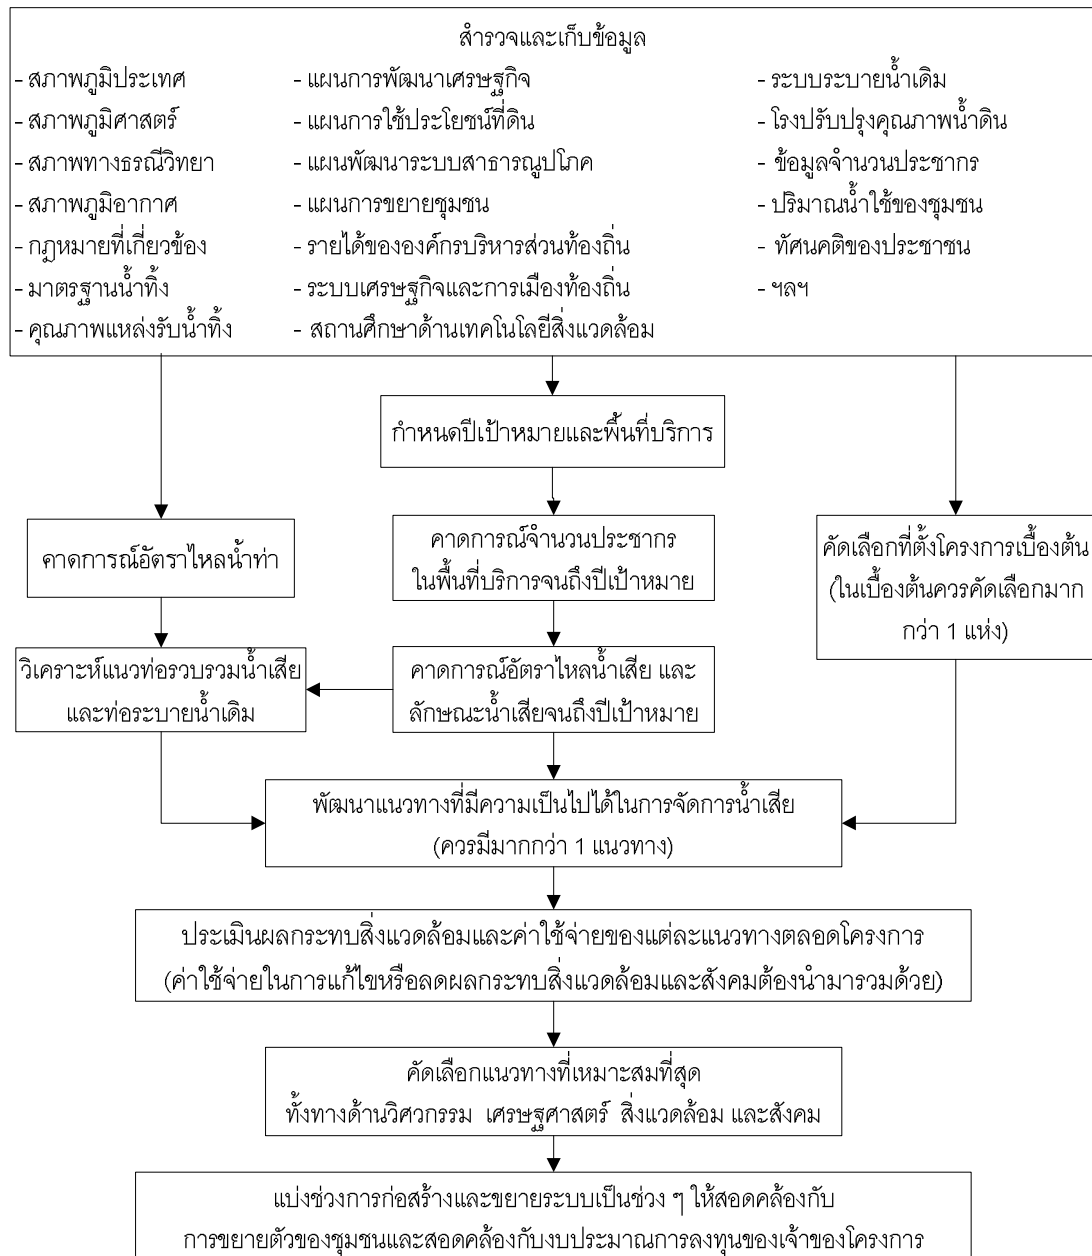 สำรวจและเก็บข้อมูล
- สภาพภูมิประเทศ
- สภาพภูมิศาสตร์
- สภาพทางธรณีวิทยา
- สภาพภูมิอากาศ
- กฎหมายที่เกี่ยวข้อง
- มาตรฐานน้ำทิ้ง
- คุณภาพแหล่งรับน้ำทิ้ง
- แผนการพัฒนาเศรษฐกิจ
- แผนการใช้ประโยชน์ที่ดิน
- แผนพัฒนาระบบสาธารณูปโภค
- แผนการขยายชุมชน
- รายได้ขององค์กรบริหารส่วนท้องถิ่น
- ระบบเศรษฐกิจและการเมืองท้องถิ่น
- สถานศึกษาด้านเทคโนโลยีสิ่งแวดล้อม
- ระบบระบายน้ำเดิม
- โรงปรับปรุงคุณภาพน้ำดิน
- ข้อมูลจำนวนประชากร
- ปริมาณน้ำใช้ของชุมชน
- ทัศนคติของประชาชน
- ฯลฯ
กำหนดปีเป้าหมายและพื้นที่บริการ
คาดการณ์อัตราไหลน้ำท่า
คาดการณ์จำนวนประชากร
ในพื้นที่บริการจนถึงปีเป้าหมาย
คัดเลือกที่ตั้งโครงการเบื้องต้น
(ในเบื้องต้นควรคัดเลือกมาก
กว่า 1 แห่ง)
วิเคราะห์แนวท่อรวบรวมน้ำเสีย
และท่อระบายน้ำเดิม
คาดการณ์อัตราไหลน้ำเสีย และ
ลักษณะน้ำเสียจนถึงปีเป้าหมาย
พัฒนาแนวทางที่มีความเป็นไปได้ในการจัดการน้ำเสีย
(ควรมีมากกว่า 1 แนวทาง)
ประเมินผลกระทบสิ่งแวดล้อมและค่าใช้จ่ายของแต่ละแนวทางตลอดโครงการ
(ค่าใช้จ่ายในการแก้ไขหรือลดผลกระทบสิ่งแวดล้อมและสังคมต้องนำมารวมด้วย)
คัดเลือกแนวทางที่เหมาะสมที่สุด
ทั้งทางด้านวิศวกรรม เศรษฐศาสตร์ สิ่งแวดล้อม และสังคม
แบ่งช่วงการก่อสร้างและขยายระบบเป็นช่วง ๆ ให้สอดคล้องกับ
การขยายตัวของชุมชนและสอดคล้องกับงบประมาณการลงทุนของเจ้าของโครงการ